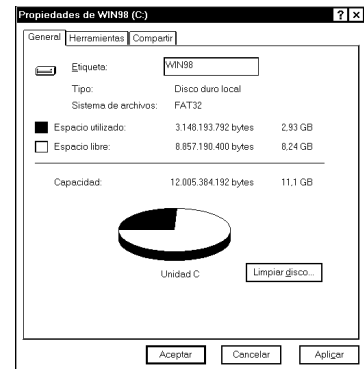 Propiedades de WIN98 (C:)
General Herramientas Compartir
Etiqueta: WIN98
Tipo: Disco duro local
Sistema de archivos: FAT32
Espacio utilizado: 3.148.193.792 bytes 2,93 GB
Espacio libre: 8.857.190.400 bytes 8,24 GB
Capacidad: 12.005.384.192 bytes 11,1 GB
Unidad C
Limpiar disco...
Aceptar Cancelar Aplicar